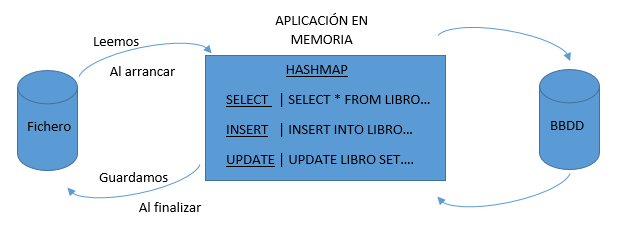 APLICACIÓN EN
MEMORIA
Leemos
Al arrancar
HASHMAP
SELECT | SELECT * FROM LIBRO...
INSERT | INSERT INTO LIBRO...
UPDATE | UPDATE LIBRO SET....
Fichero
BBDD
Guardamos
Al finalizar